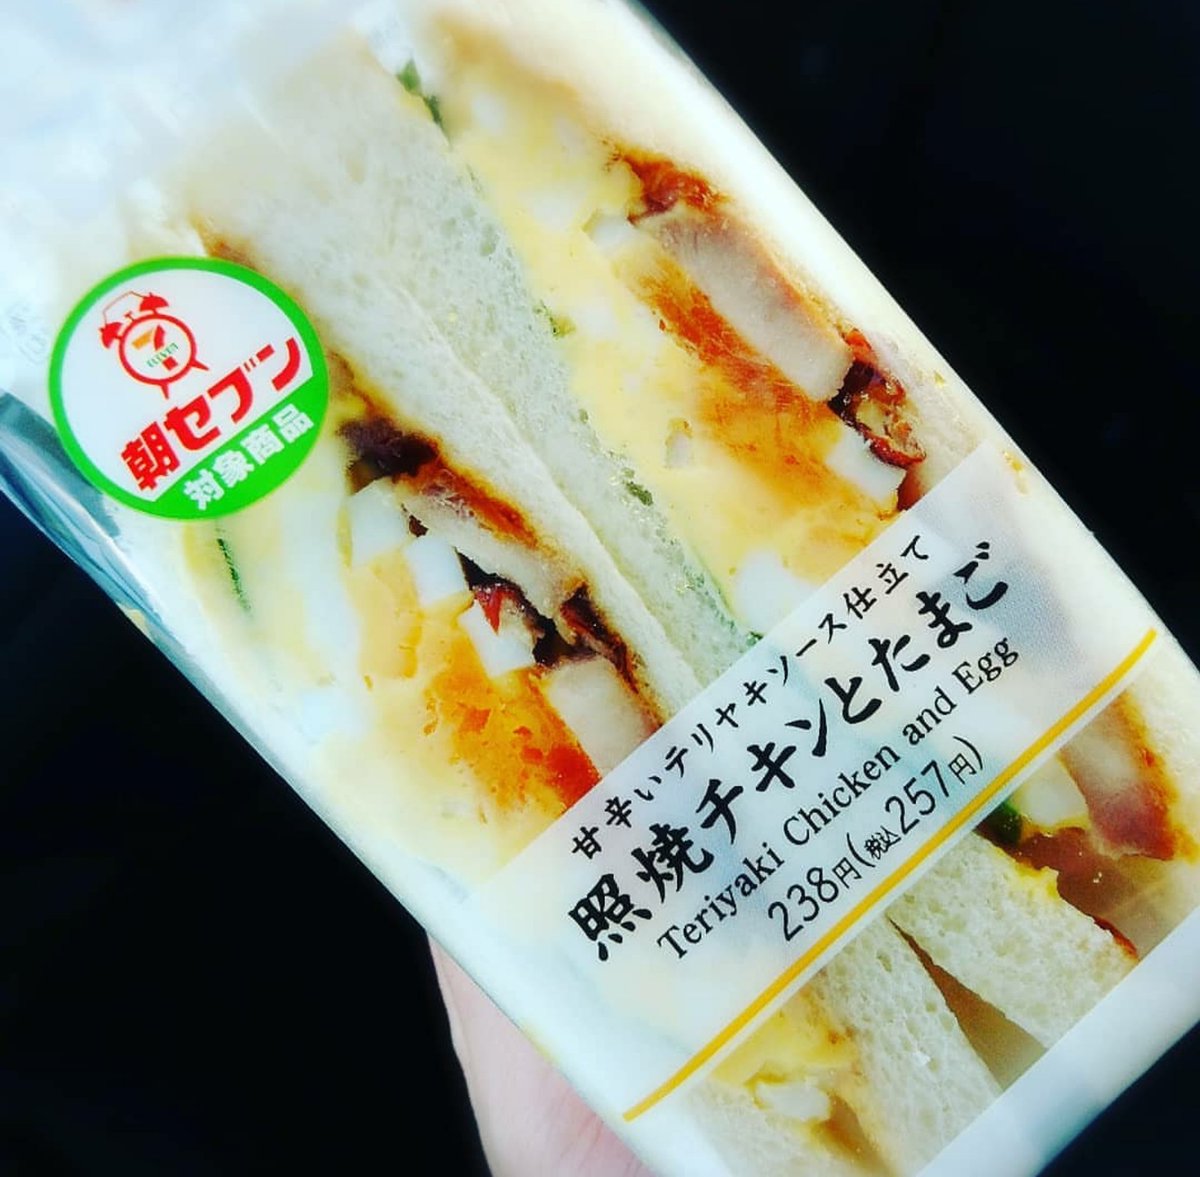 7
ELEVEN
朝セブン
対象商品
甘辛いテリヤキソース仕立て
照焼チキンとたまご
Teriyaki Chicken and Egg
238円(税込257円)